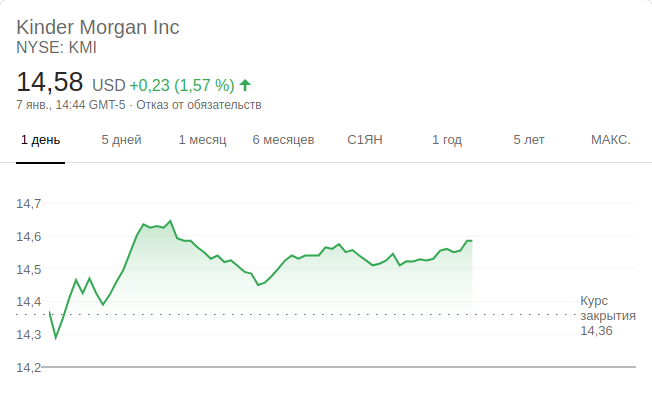 Kinder Morgan Inc
NYSE: KMI
14,58 USD +0,23 (1,57 %)
7 янв., 14:44 GMT-5 · Отказ от обязательств
1 день 5 дней 1 месяц 6 месяцев С1ЯН 1 год 5 лет МАКС.
14,7
14,6
14,5
14,4
14,3
14,2
Курс
закрытия
14,36